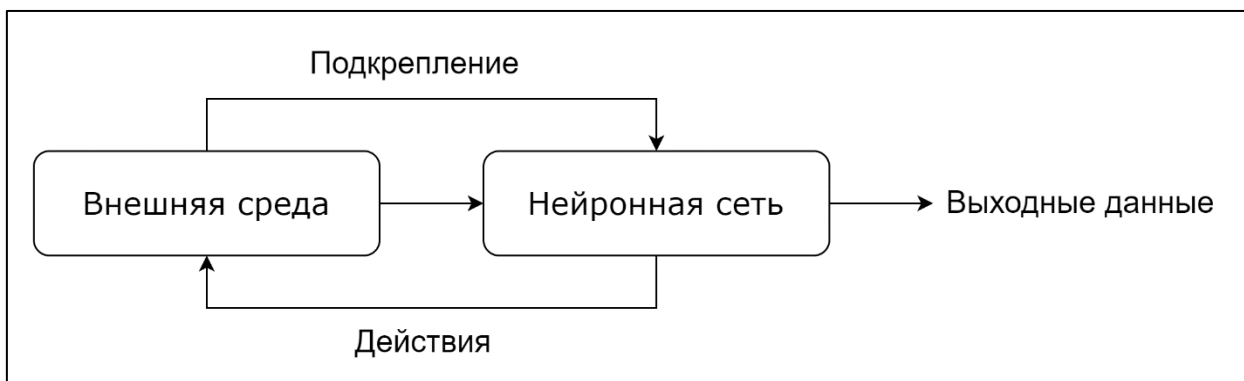 Подкрепление
Внешняя среда
Нейронная сеть
Выходные данные
Действия